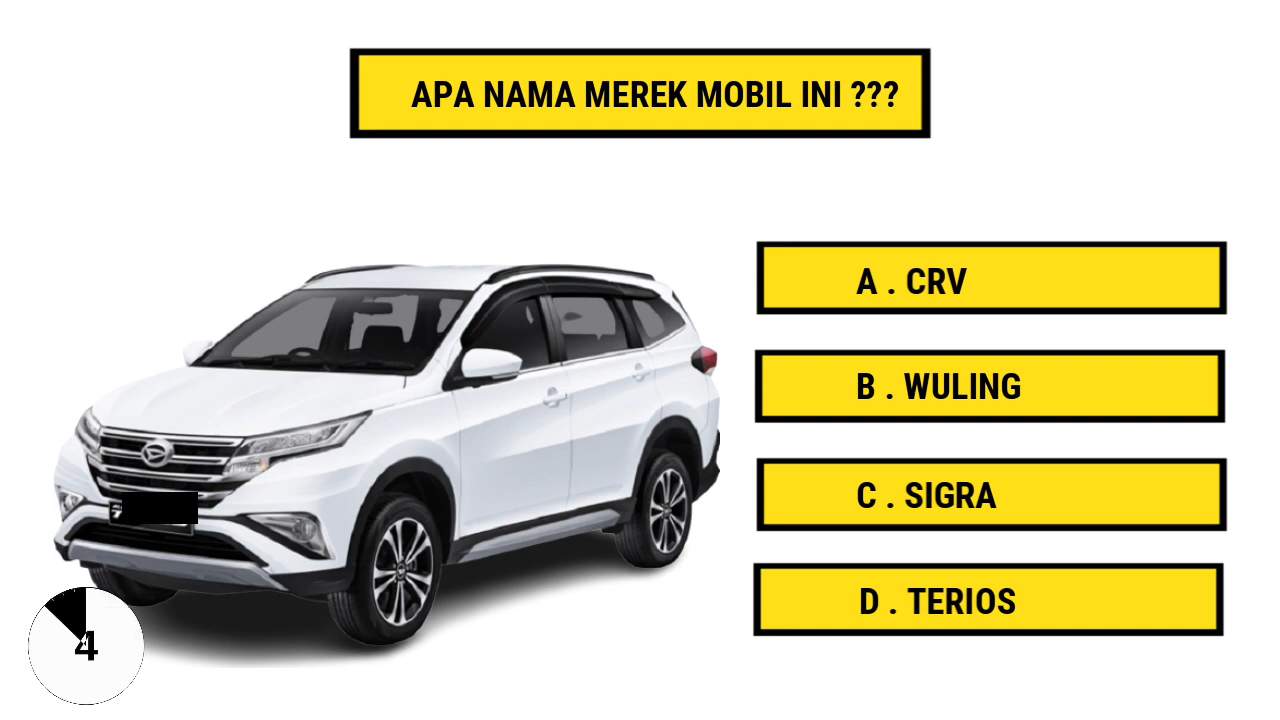 APA NAMA MEREK MOBIL INI ???
A . CRV
B . WULING
C . SIGRA
D . TERIOS
4